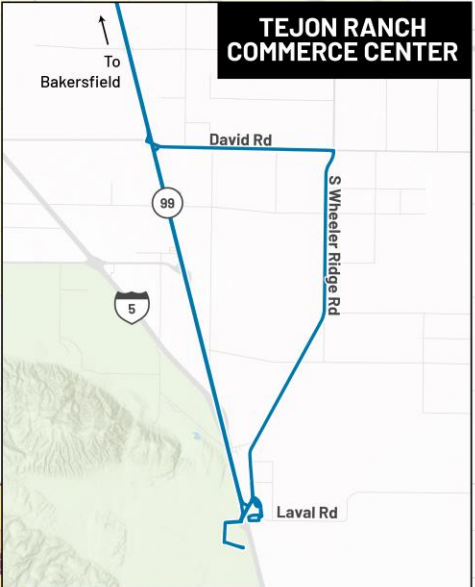 TEJON RANCH
COMMERCE CENTER
To
Bakersfield
David Rd
99
S Wheeler Ridge Rd
5
Laval Rd